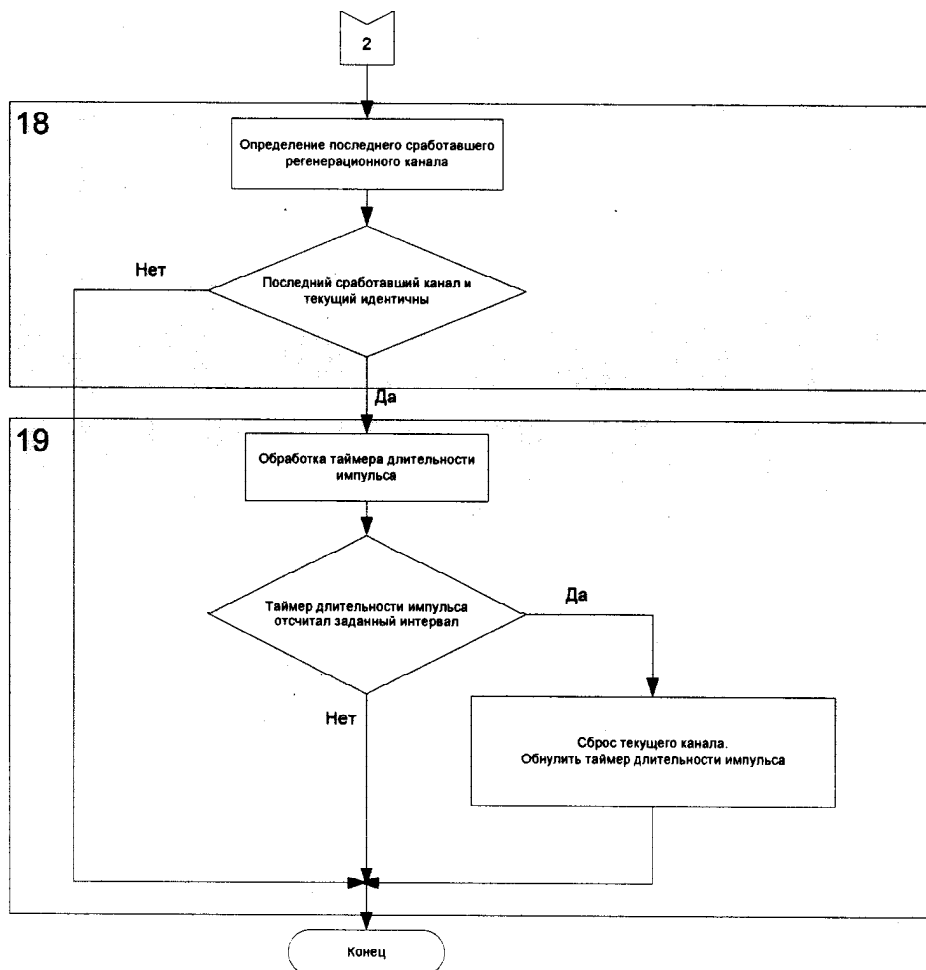 2
18
Определение последнего сработавшего
регенерационного канала
Нет
Последний сработавший канал и
текущий идентичны
Да
19
Обработка таймера длительности
импульса
Да
Таймер длительности импульса
отсчитал заданный интервал
Нет
Сброс текущего канала.
Обнулить таймер длительности импульса
Конец